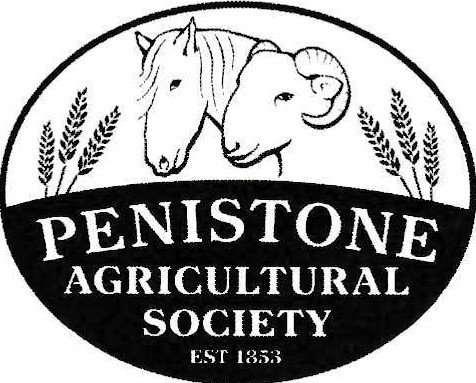 PENISTONE
AGRICULTURAL
SOCIETY
EST 1853